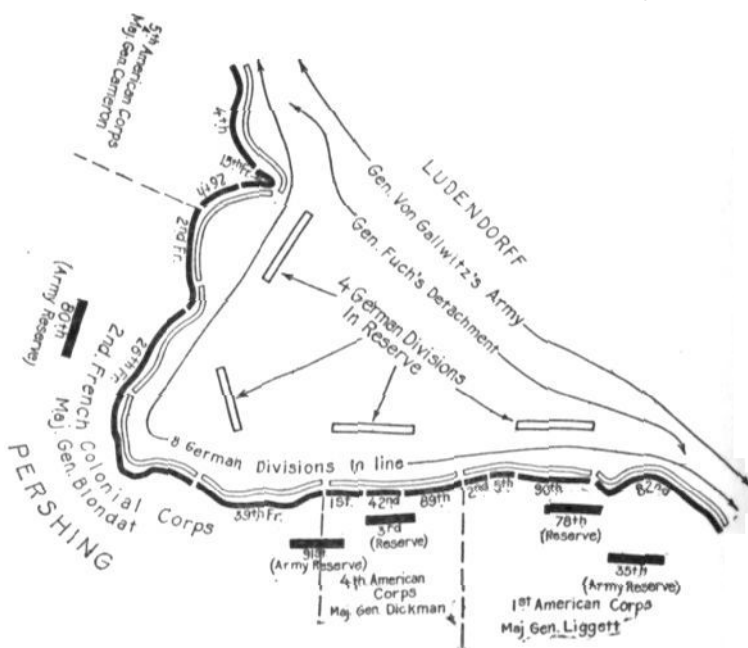 5th American Corps
Maj. Gen. Cameron
4th
15th Fr.
26th
2nd Fr.
80th
(Army Reserve)
26th Fr.
2nd. French Colonial Corps
Maj. Gen. Blondat
PERSHING
LUDENDORFF
Gen. Von Gallwitz's Army
Gen. Fuch's Detachment
4 German Divisions
In Reserve
8 German Divisions In line
39th Fr.
1st.
42nd
89th
2nd
5th
90th
82nd
91st
(Army Reserve)
3rd
(Reserve)
78th
(Reserve)
35th
(Army Reserve)
4th American
Corps
Maj Gen. Dickman
1st American Corps
Maj Gen. Liggett